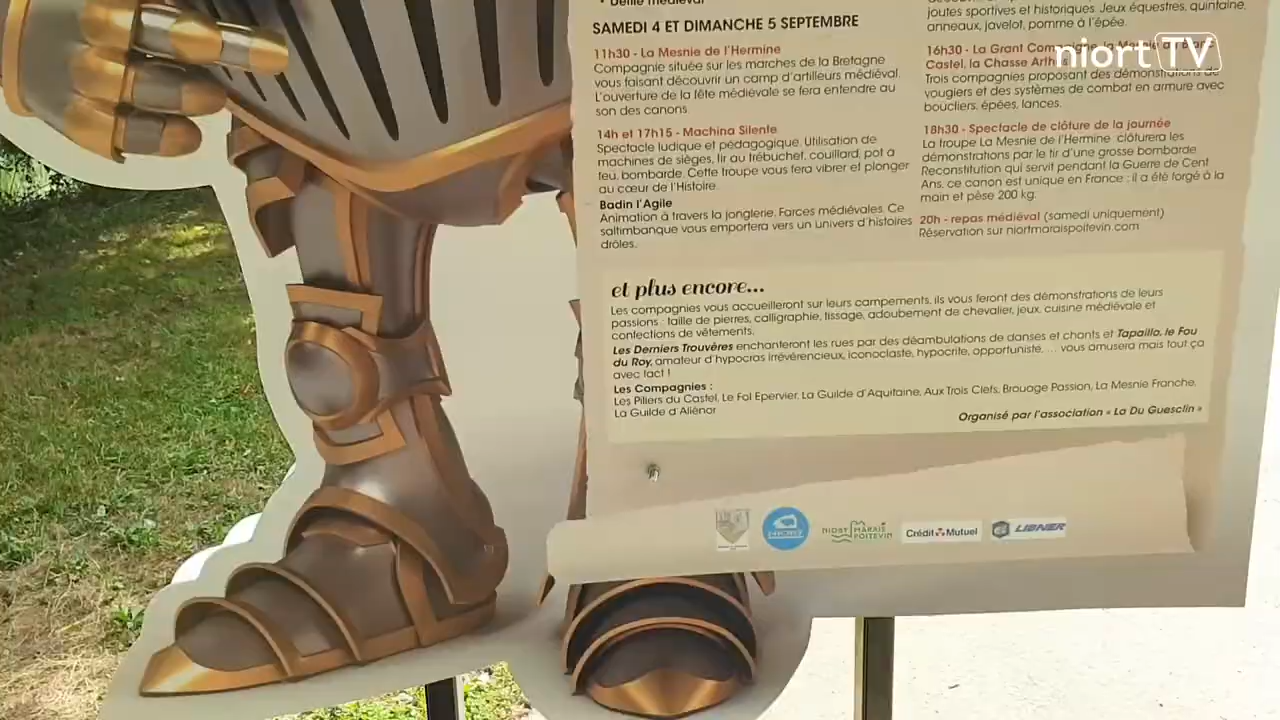 niort TV
• Défilé médiéval
SAMEDI 4 ET DIMANCHE 5 SEPTEMBRE
11h30 - La Mesnie de l'Hermine
Compagnie située sur les marches de la Bretagne
vous faisant découvrir un camp d'artilleurs médiéval.
L'ouverture de la fête médiévale se fera entendre au
son des canons.
14h et 17h15 - Machina Silente
Spectacle ludique et pédagogique. Utilisation de
machines de sièges, tir au trébuchet, couillard, pot à
feu, bombarde. Cette troupe vous fera vibrer et plonger
au cœur de l'Histoire.
Badin l'Agile
Animation à travers la jonglerie. Farces médiévales. Ce
saltimbanque vous emportera vers un univers d'histoires
drôles.
joutes sportives et historiques. Jeux équestres, quintaine,
anneaux, javelot, pomme à l'épée.
16h30 - La Grant Compagne, la Mesnie du Blanc
Castel, la Chasse
Trois compagnies proposant des démonstrations de
vougiers et des systèmes de combat en armure avec
boucliers, épées, lances.
18h30 - Spectacle de clôture de la journée
La troupe La Mesnie de l'Hermine clôturera les
démonstrations par le tir d'une grosse bombarde.
Reconstitution qui servit pendant la Guerre de Cent
Ans, ce canon est unique en France : il a été forgé à la
main et pèse 200 kg.
20h - repas médiéval (samedi uniquement)
Réservation sur niortmaraispoitevin.com
et plus encore...
Les compagnies vous accueilleront sur leurs campements, ils vous feront des démonstrations de leurs
passions : taille de pierres, calligraphie, tissage, adoubement de chevalier, jeux, cuisine médiévale et
confections de vêtements.
Les Derniers Trouvères enchanteront les rues par des déambulations de danses et chants et Tapaillo, le Fou
du Roy, amateur d'hypocras irrévérencieux, iconoclaste, hypocrite, opportuniste, … vous amusera mais tout ça
avec tact !
Les Compagnies :
Les Piliers du Castel, Le Fol Epervier, La Guilde d'Aquitaine, Aux Trois Clefs, Brouage Passion, La Mesnie Franche,
La Guilde d'Aliénor
Organisé par l'association « La Du Guesclin »
NIORT
NIORT MARAIS
POITEVIN
Crédit Mutuel
LIBNER